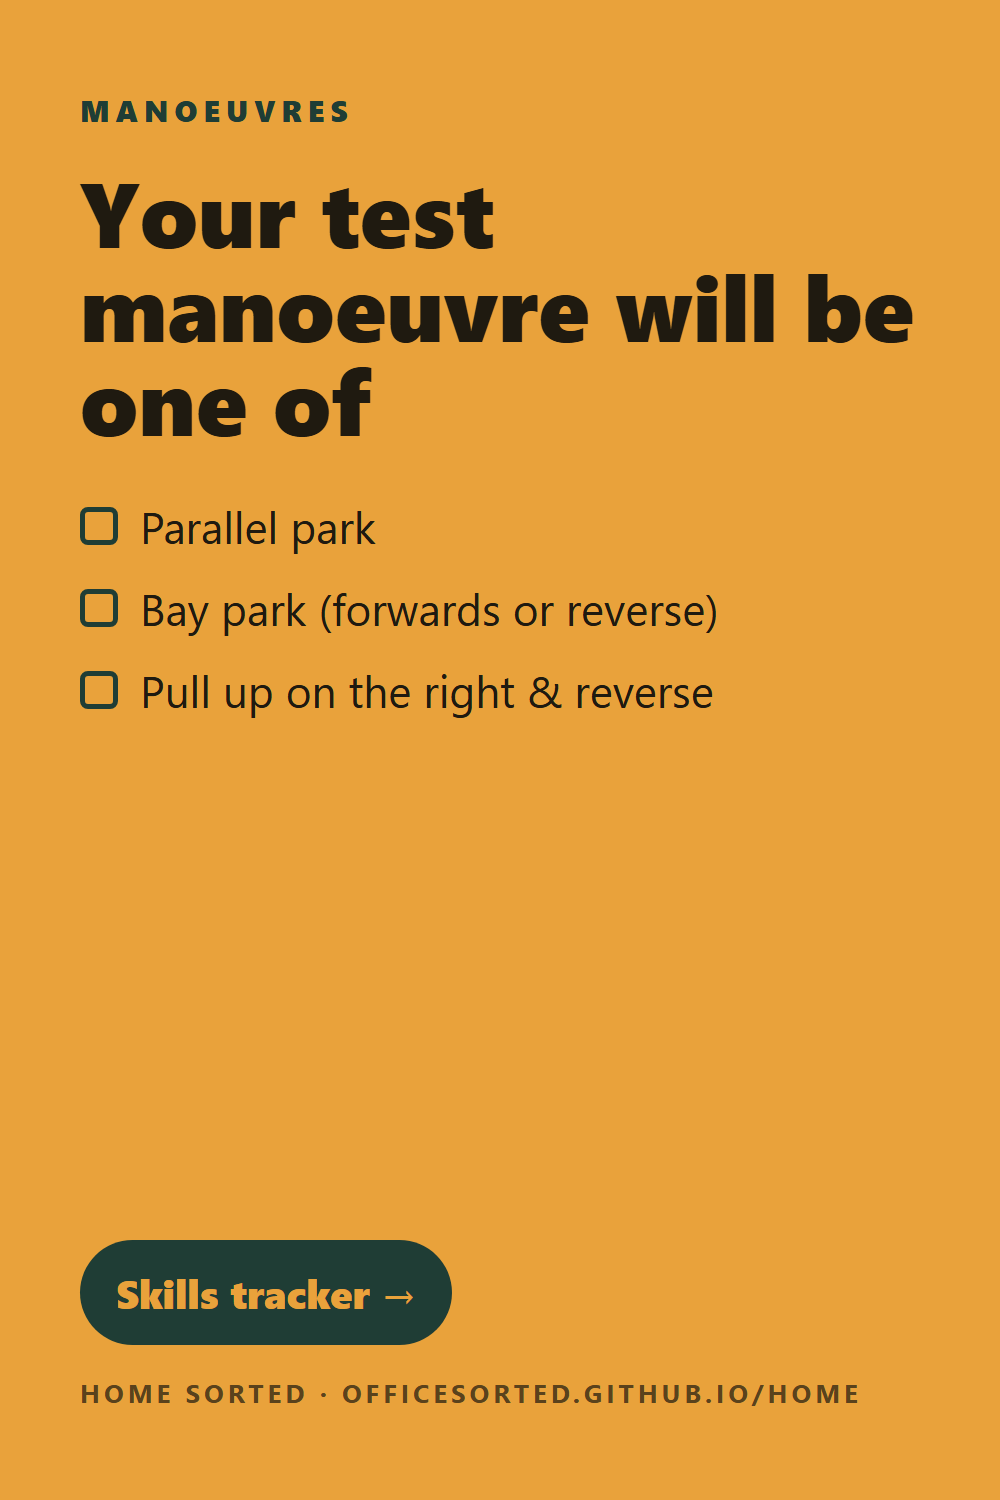 MANOEUVRES
Your test
manoeuvre will be
one of
Parallel park
Bay park (forwards or reverse)
Pull up on the right & reverse
Skills tracker →
HOME SORTED · OFFICESORTED.GITHUB.IO/HOME